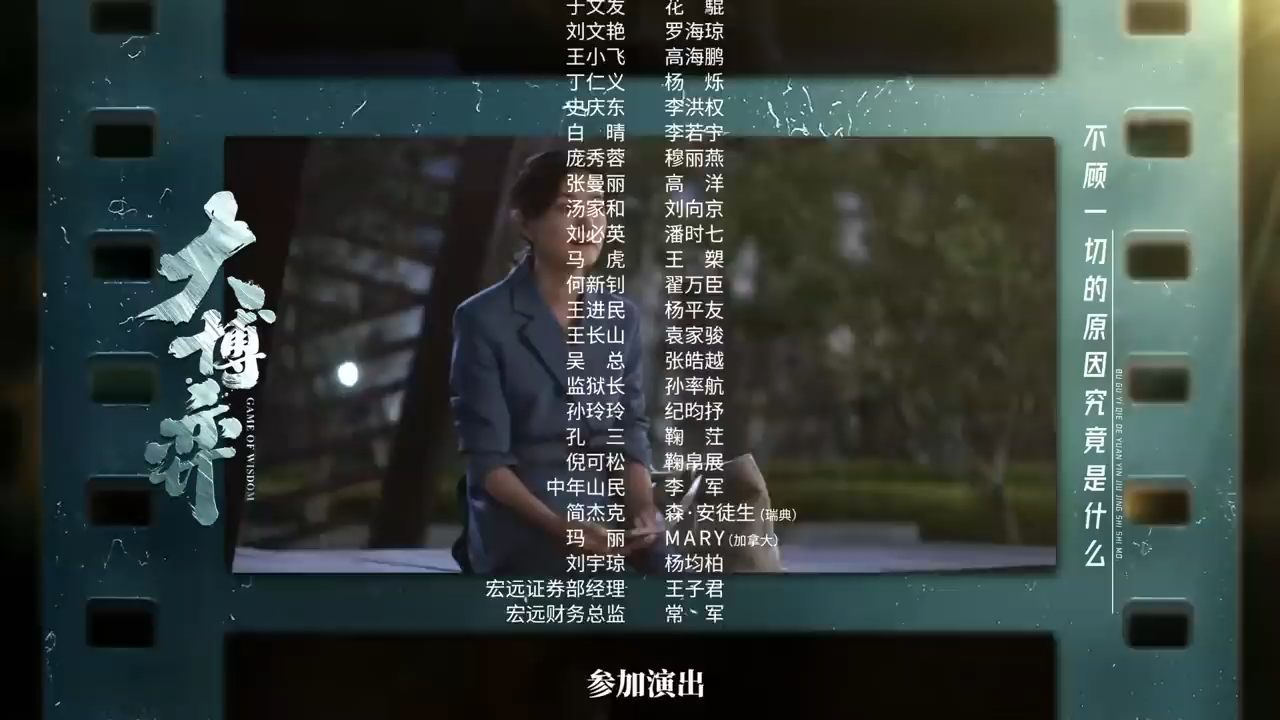 于文发 花 騉
刘文艳 罗海琼
王小飞 高海鹏
丁仁义 杨 烁
史庆东 李洪权
白 晴 李若宁
庞秀蓉 穆丽燕
张曼丽 高 洋
汤家和 刘向京
刘必英 潘时七
马 虎 王 槊
何新钊 翟万臣
王进民 杨平友
王长山 袁家骏
吴 总 张皓越
监狱长 孙率航
孙玲玲 纪昀抒
孔 三 鞠 茳
倪可松 鞠帛展
中年山民 李 军
简杰克 森·安徒生(瑞典)
玛 丽 MARY(加拿大)
刘宇琼 杨均柏
宏远证券部经理 王子君
宏远财务总监 常 军
参加演出
大博弈
GAME OF WISDOM
不顾一切的原因究竟是什么
BU GU YI QIE DE YUAN YIN JIU JING SHI SHI MO